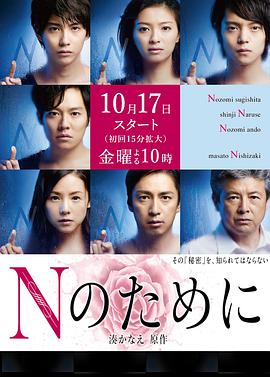 10月17日
スタート
(初回15分拡大)
金曜よる10時
Nozomi sugishita
shinji Naruse
Nozomi ando
masato Nishizaki
その「秘密」を、知られてはならない
Nのために
湊かなえ 原作